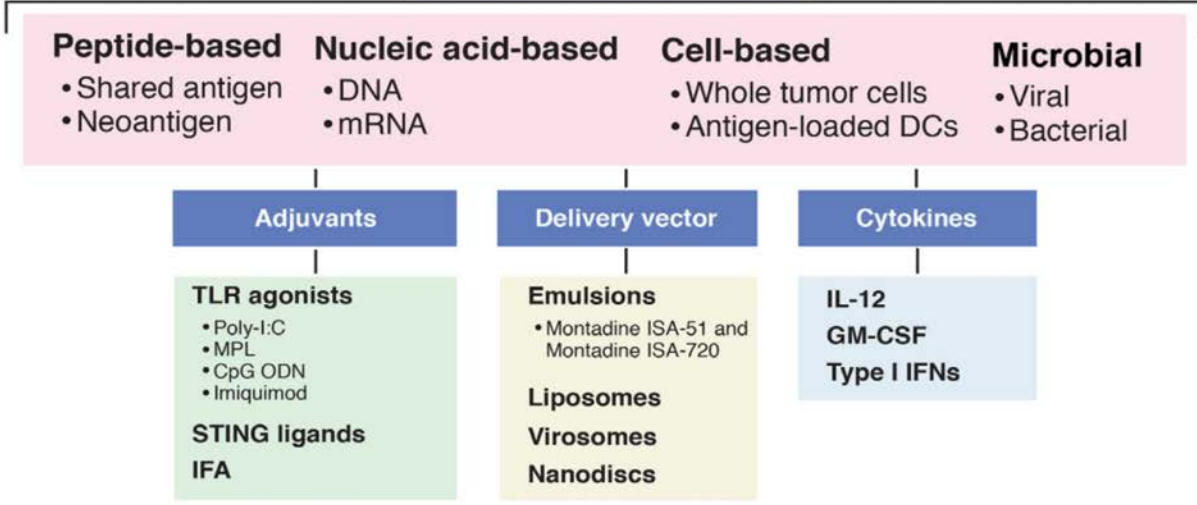 Peptide-based
• Shared antigen
• Neoantigen
Nucleic acid-based
• DNA
• mRNA
Cell-based
• Whole tumor cells
• Antigen-loaded DCs
Microbial
• Viral
• Bacterial
Adjuvants
TLR agonists
• Poly-I:C
• MPL
• CpG ODN
• Imiquimod
STING ligands
IFA
Delivery vector
Emulsions
• Montadine ISA-51 and
Montadine ISA-720
Liposomes
Virosomes
Nanodiscs
Cytokines
IL-12
GM-CSF
Type I IFNs